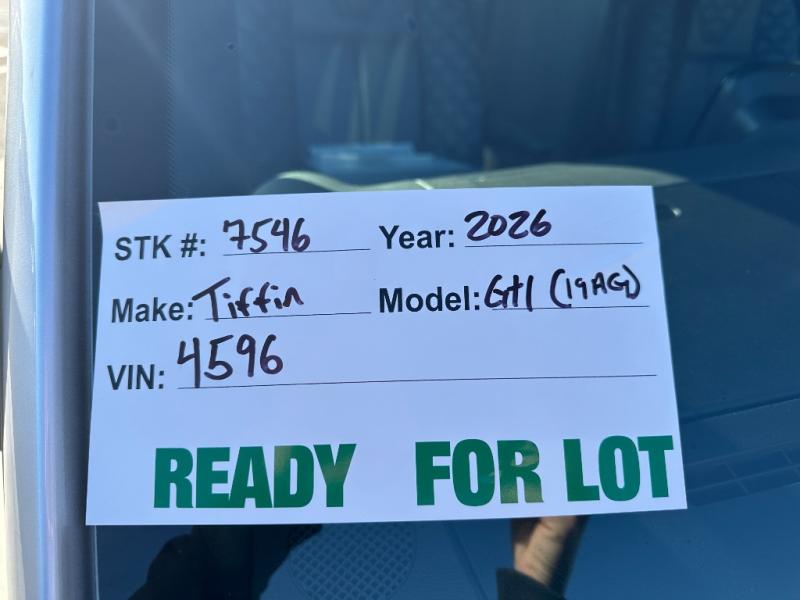 STK #: 7546 Year: 2026
Make: Tiffin Model: GH1 (19AG)
VIN: 4596
READY FOR LOT